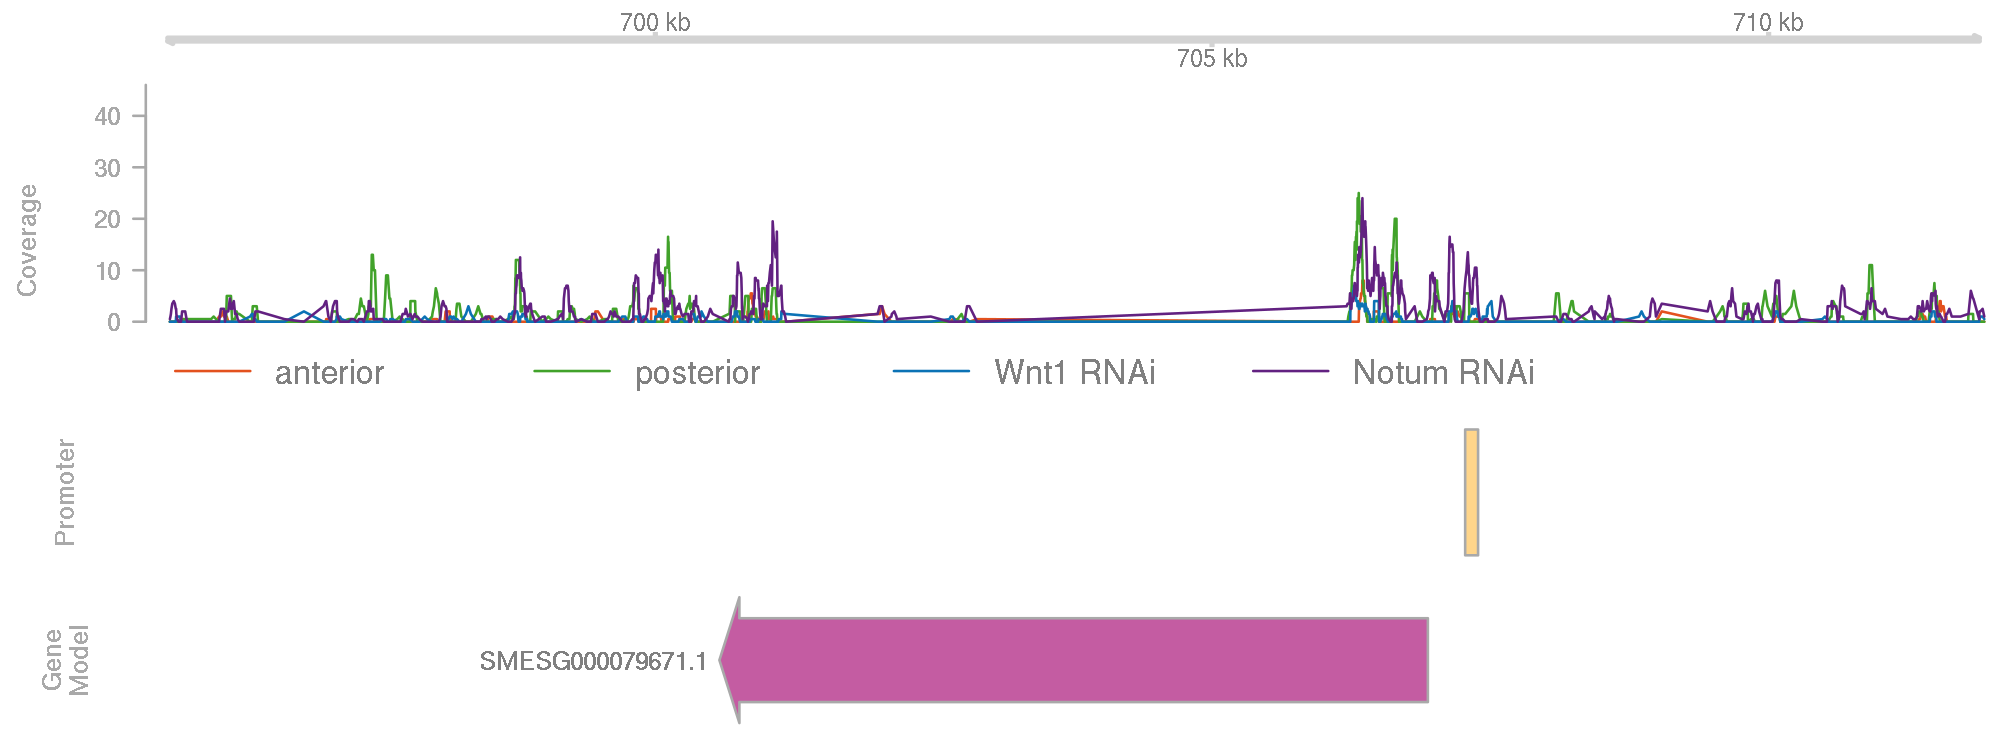 700 kb
710 kb
705 kb
Coverage
40
30
20
10
0
anterior posterior Wnt1 RNAi Notum RNAi
Promoter
Gene
Model
SMESG000079671.1